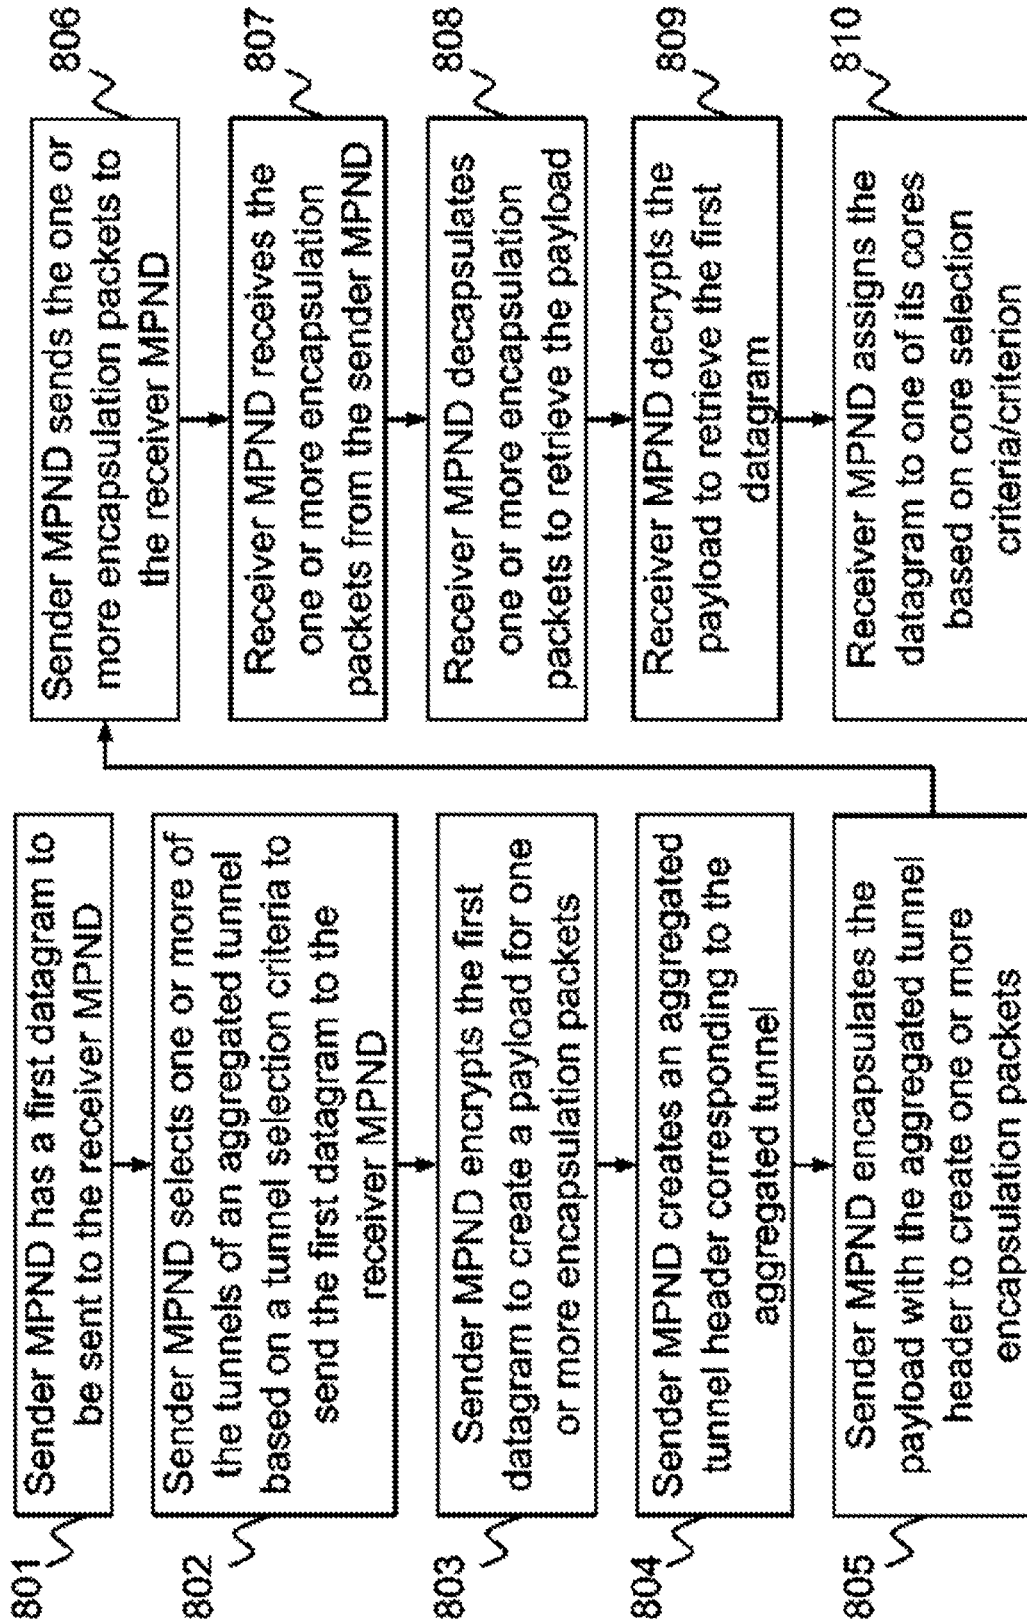 801
Sender MPND has a first datagram to
be sent to the receiver MPND
802
Sender MPND selects one or more of
the tunnels of an aggregated tunnel
based on a tunnel selection criteria to
send the first datagram to the
receiver MPND
803
Sender MPND encrypts the first
datagram to create a payload for one
or more encapsulation packets
804
Sender MPND creates an aggregated
tunnel header corresponding to the
aggregated tunnel
805
Sender MPND encapsulates the
payload with the aggregated tunnel
header to create one or more
encapsulation packets
806
Sender MPND sends the one or
more encapsulation packets to
the receiver MPND
807
Receiver MPND receives the
one or more encapsulation
packets from the sender MPND
808
Receiver MPND decapsulates
one or more encapsulation
packets to retrieve the payload
809
Receiver MPND decrypts the
payload to retrieve the first
datagram
810
Receiver MPND assigns the
datagram to one of its cores
based on core selection
criteria/criterion